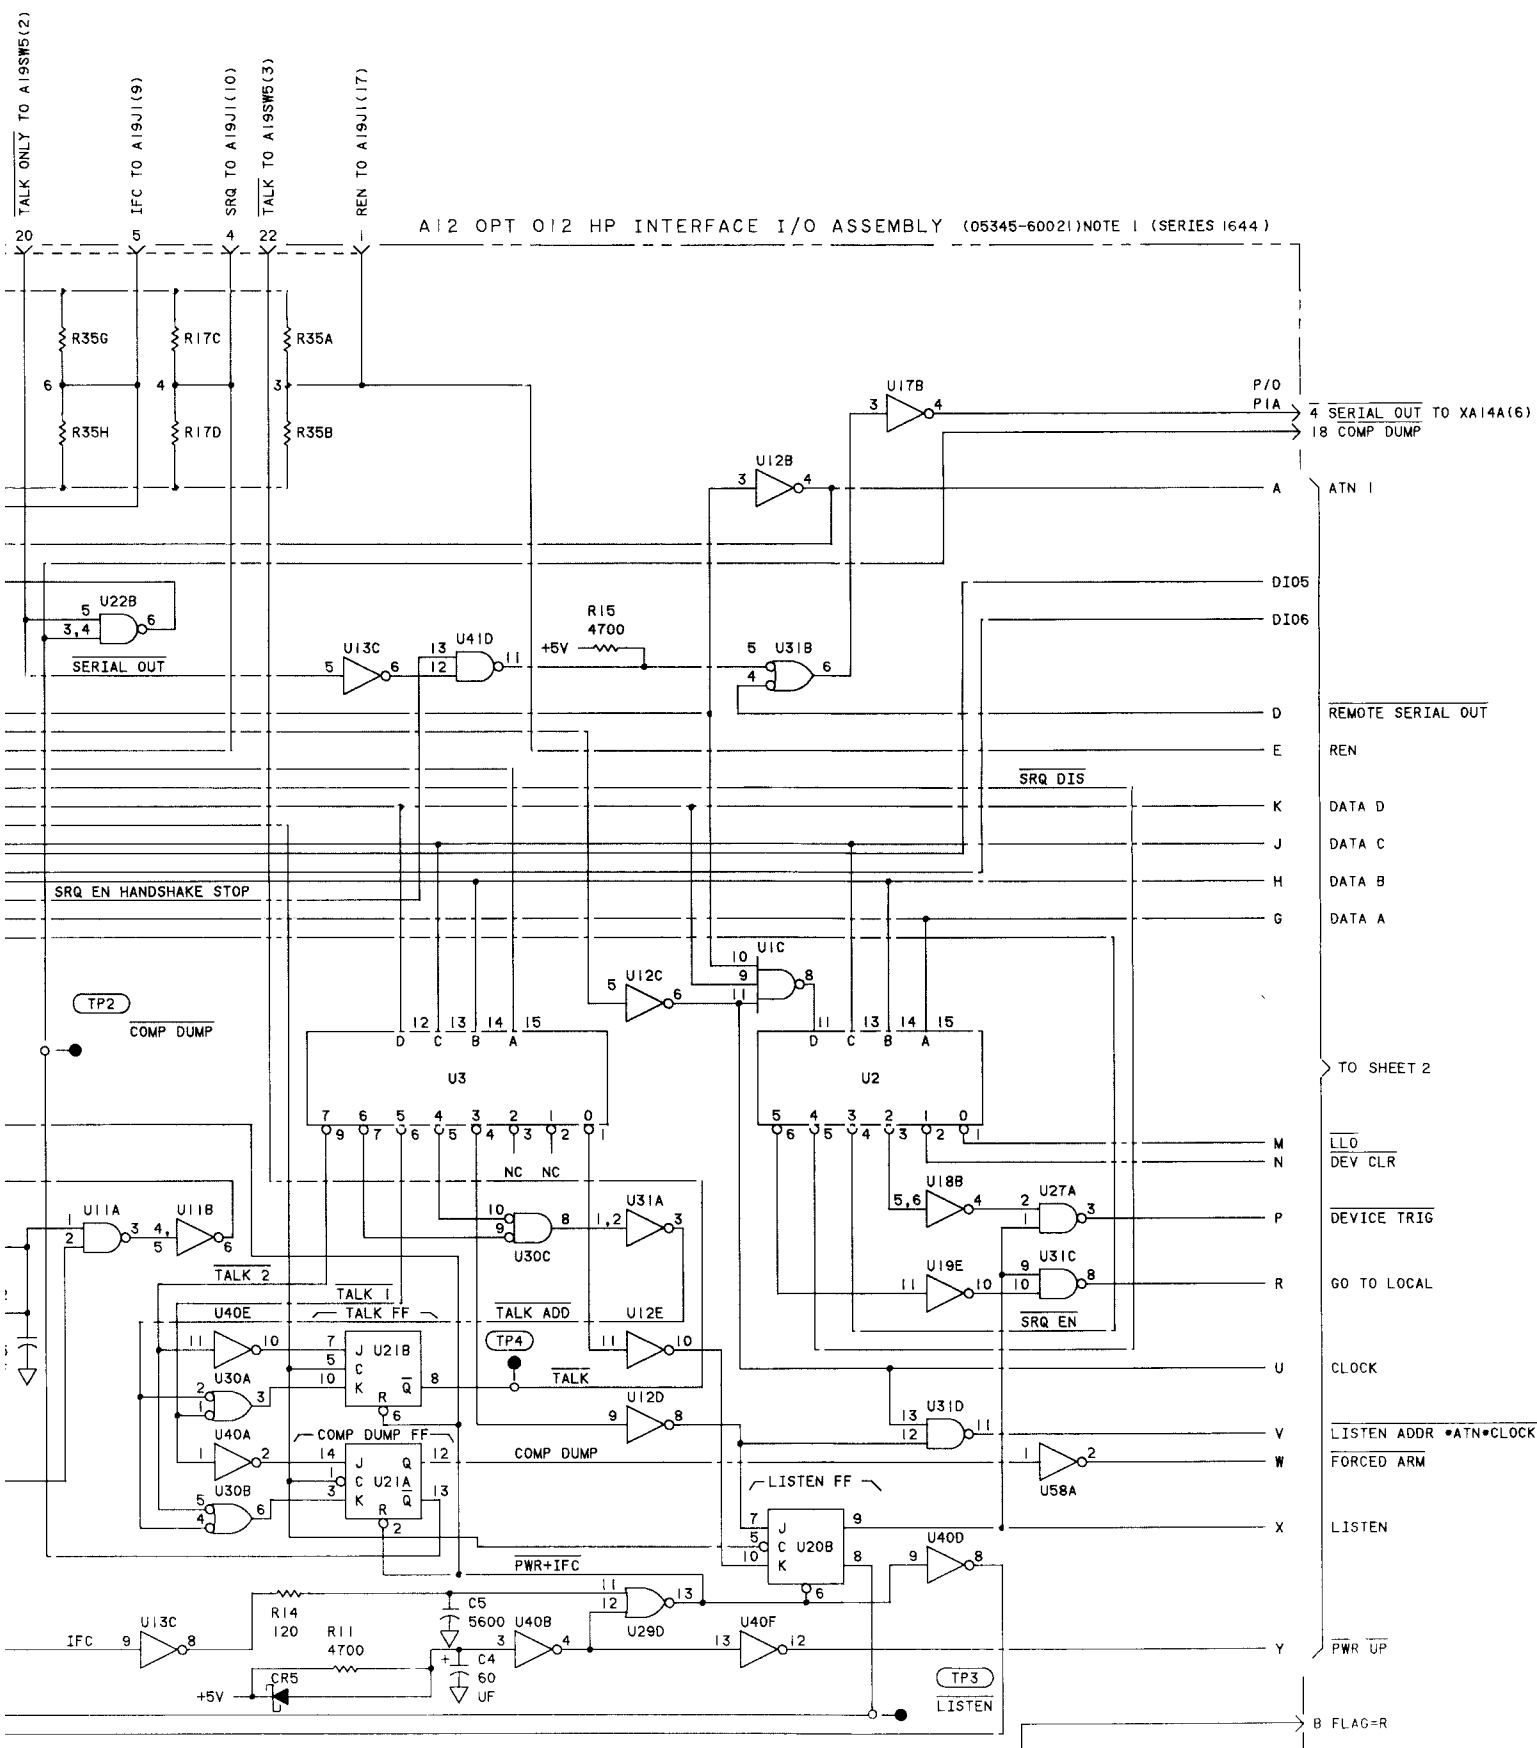 TALK ONLY TO A19SW5(2)
IFC TO A19J1(9)
SRQ TO A19J1(10)
TALK TO A19SW5(3)
REN TO A19J1(17)
20 5 4 22 1
A12 OPT 012 HP INTERFACE I/O ASSEMBLY (05345-60021)NOTE 1 (SERIES 1644)
R35G R17C R35A
6 4 3
R35H R17D R35B
U17B
3 4
P/O
P1A
4 SERIAL OUT TO XA14A(6)
18 COMP DUMP
U12B
3 4
A ATN 1
DIO5
DIO6
U22B
5
3,4
6
SERIAL OUT
U13C
5 6
U41D
13
12
11
R15
4700
+5V
U31B
5
4
6
D REMOTE SERIAL OUT
E REN
SRQ DIS
K DATA D
J DATA C
H DATA B
G DATA A
SRQ EN HANDSHAKE STOP
U1C
10
9
11
8
U12C
5 6
TP2
COMP DUMP
12 13 14 15
D C B A
U3
7 6 5 4 3 2 1 0
9 7 6 5 4 3 2 1
NC NC
11 13 14 15
D C B A
U2
5 4 3 2 1 0
6 5 4 3 2 1
TO SHEET 2
M LLO
N DEV CLR
U11A
1
2
3
U11B
4,
5
6
10
9
8
U30C
U31A
1,2 3
U18B
5,6 4
U27A
2
1
3
P DEVICE TRIG
U19E
11 10
U31C
9
10
8
R GO TO LOCAL
SRQ EN
TALK 2
TALK 1
TALK FF
TALK ADD
TP4
TALK
U40E
11 10
7 J U21B
5 C
10 K Q 8
R
6
U12E
11 10
U CLOCK
U30A
2
1
3
U12D
9 8
U31D
13
12
11
V LISTEN ADDR •ATN•CLOCK
U40A
1 2
COMP DUMP FF
14 J Q 12
1 C U21A
3 K Q 13
R
2
COMP DUMP
1 2
U58A
W FORCED ARM
U30B
5
4
6
LISTEN FF
7 J 9
5 C U20B
10 K 8
6
X LISTEN
U40D
9 8
PWR+IFC
IFC
U13C
9 8
R14
120
R11
4700
C5
5600
11
12
13
U29D
U40B
3 4
U40F
13 12
Y PWR UP
+
C4
60
UF
CR5
+5V
TP3
LISTEN
B FLAG=R